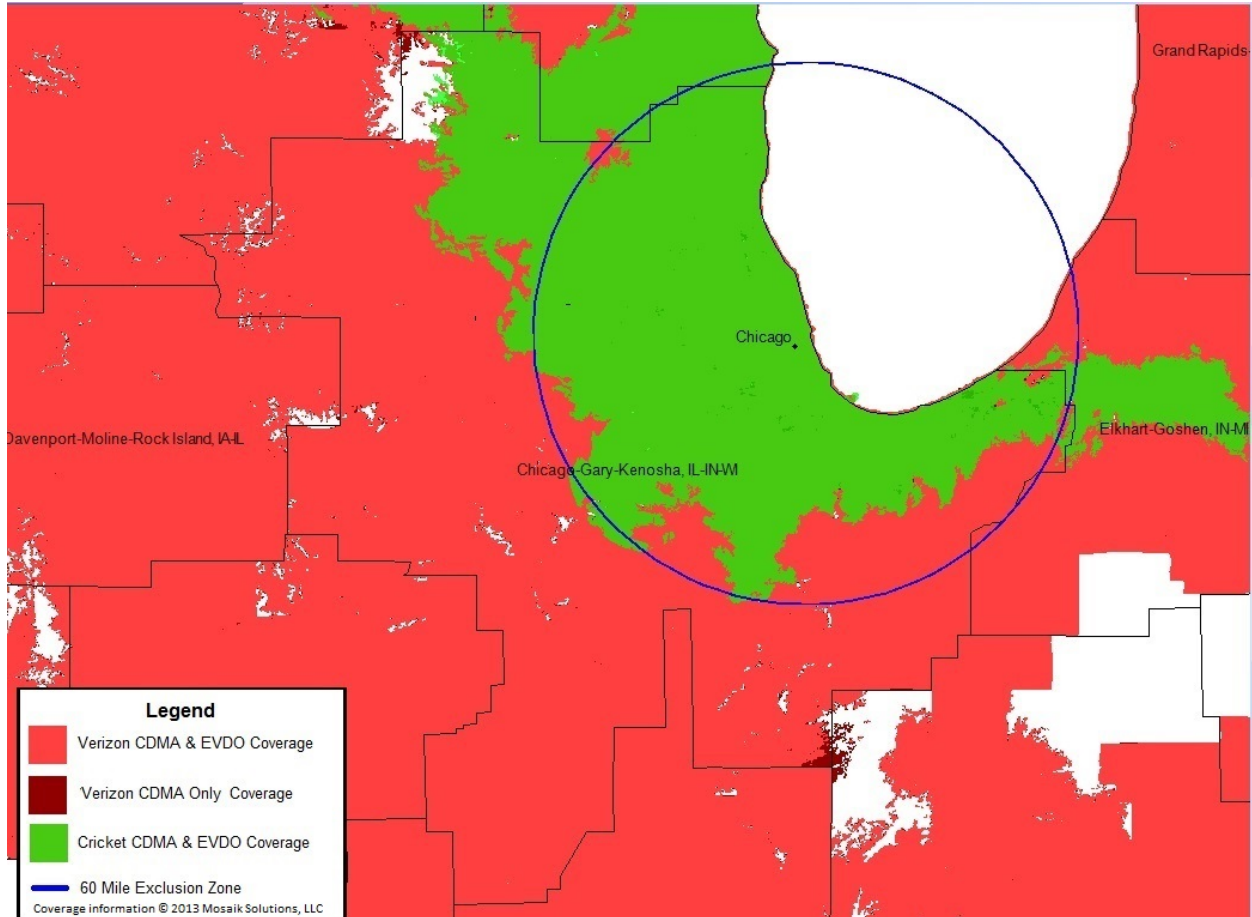 Grand Rapids-
Chicago
Davenport-Moline-Rock Island, IA-IL
Elkhart-Goshen, IN-MI
Chicago-Gary-Kenosha, IL-IN-WI
Legend
Verizon CDMA & EVDO Coverage
Verizon CDMA Only Coverage
Cricket CDMA & EVDO Coverage
60 Mile Exclusion Zone
Coverage information © 2013 Mosaik Solutions, LLC